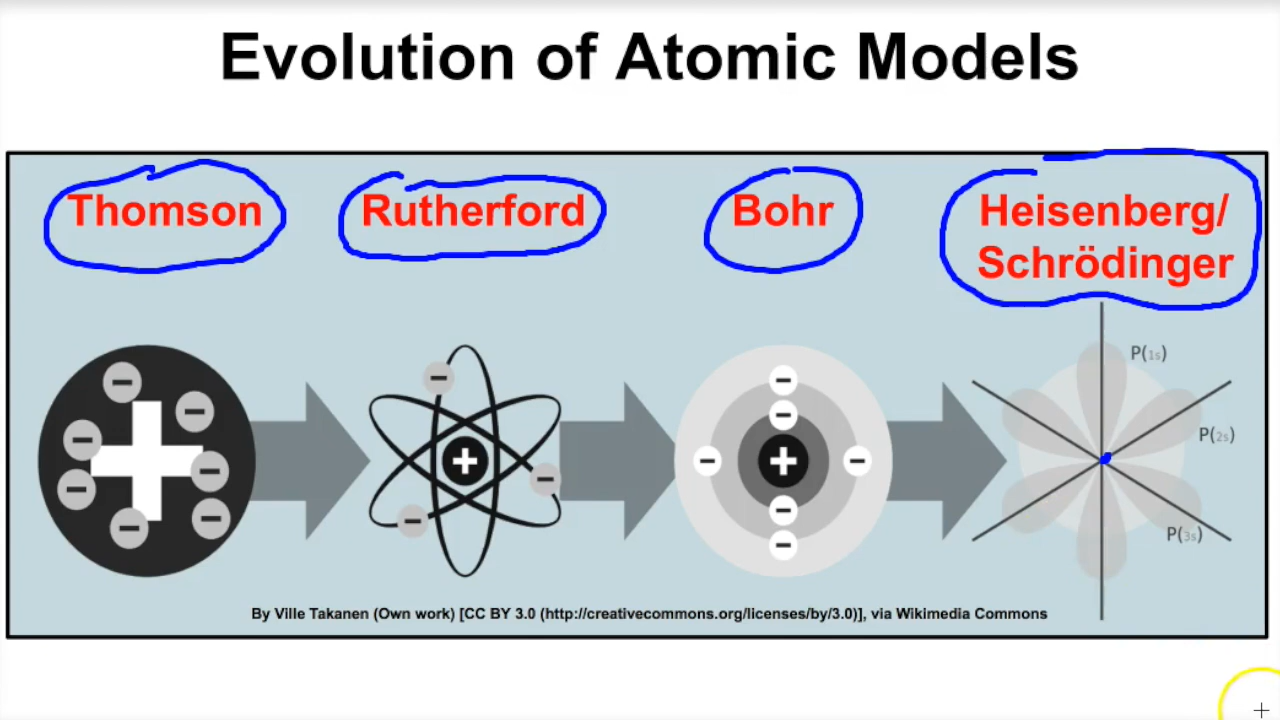 Evolution of Atomic Models
Thomson
Rutherford
Bohr
Heisenberg/
Schrödinger
P(1s)
P(2s)
P(3s)
By Ville Takanen (Own work) [CC BY 3.0 (http://creativecommons.org/licenses/by/3.0)], via Wikimedia Commons